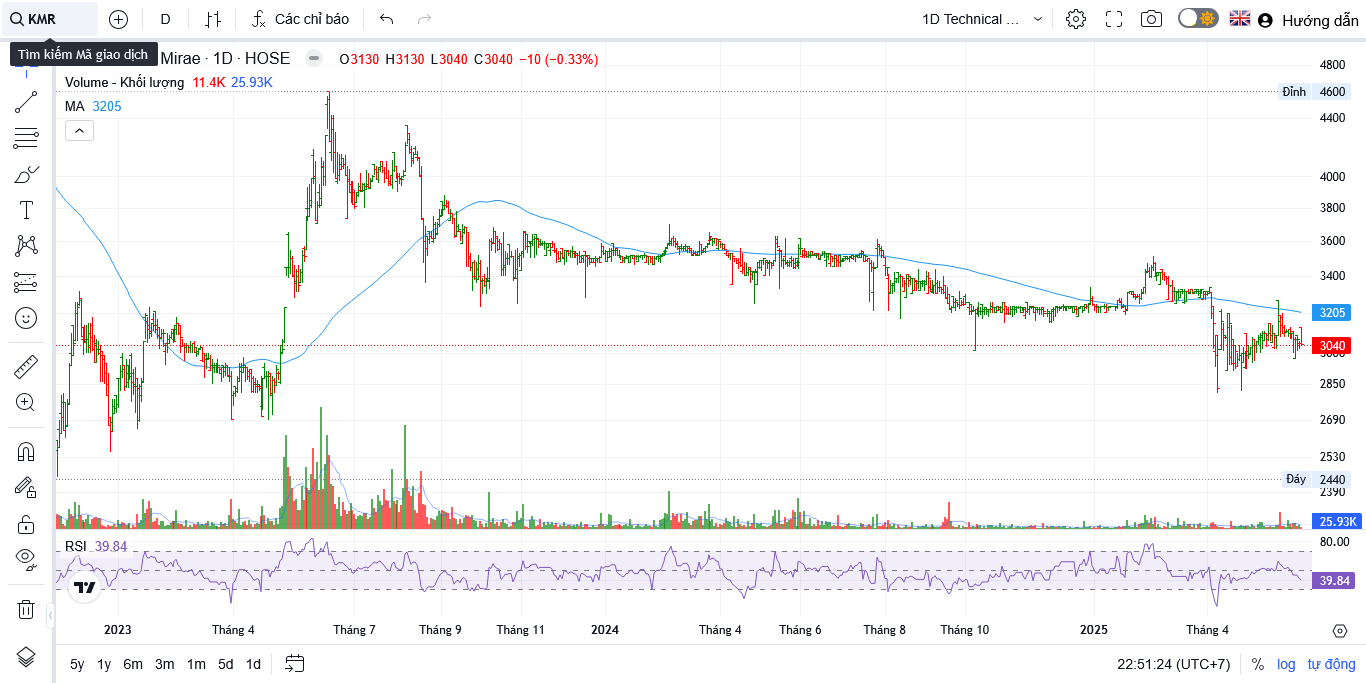 KMR D Các chỉ báo 1D Technical ... Hướng dẫn
Tìm kiếm Mã giao dịch
Mirae · 1D · HOSE O3130 H3130 L3040 C3040 −10 (−0.33%)
Volume - Khối lượng 11.4K 25.93K
MA 3205
4800
Đỉnh 4600
4400
4000
3800
3600
3400
3205
3040
3000
2850
2690
2530
Đáy 2440
2390
25.93K
RSI 39.84
80.00
39.84
2023 Tháng 4 Tháng 7 Tháng 9 Tháng 11 2024 Tháng 4 Tháng 6 Tháng 8 Tháng 10 2025 Tháng 4
5y 1y 6m 3m 1m 5d 1d 22:51:24 (UTC+7) % log tự động